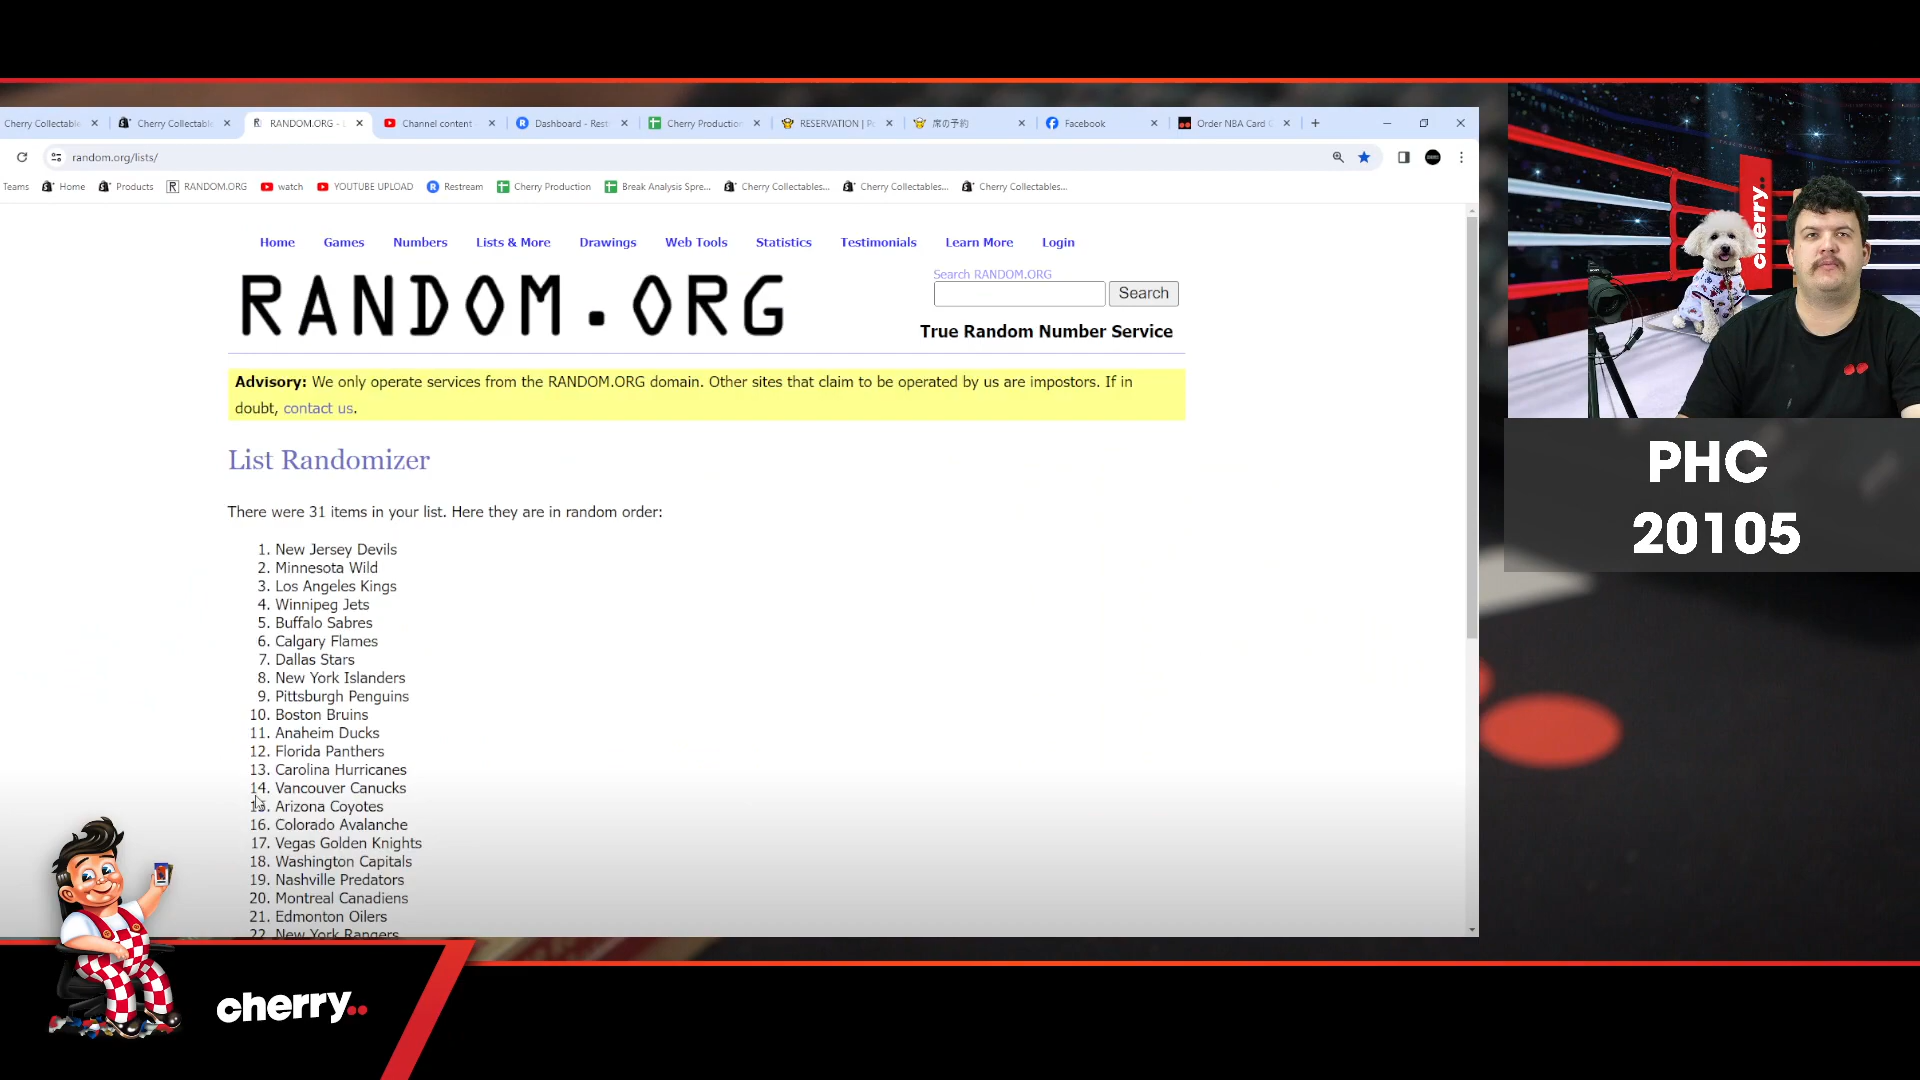 Cherry Collectable
Cherry Collectabl
RANDOM.ORG - L
Channel content
Dashboard - Rest
Cherry Production
RESERVATION | Po
席の予約
Facebook
Order NBA Card
random.org/lists/
Teams
Home
Products
RANDOM.ORG
watch
YOUTUBE UPLOAD
Restream
Cherry Production
Break Analysis Spre...
Cherry Collectables...
Cherry Collectables...
Cherry Collectables...
Home Games Numbers Lists & More Drawings Web Tools Statistics Testimonials Learn More Login
RANDOM.ORG
Search RANDOM.ORG
Search
True Random Number Service
Advisory: We only operate services from the RANDOM.ORG domain. Other sites that claim to be operated by us are impostors. If in
doubt, contact us.
List Randomizer
There were 31 items in your list. Here they are in random order:
1. New Jersey Devils
2. Minnesota Wild
3. Los Angeles Kings
4. Winnipeg Jets
5. Buffalo Sabres
6. Calgary Flames
7. Dallas Stars
8. New York Islanders
9. Pittsburgh Penguins
10. Boston Bruins
11. Anaheim Ducks
12. Florida Panthers
13. Carolina Hurricanes
14. Vancouver Canucks
15. Arizona Coyotes
16. Colorado Avalanche
17. Vegas Golden Knights
18. Washington Capitals
19. Nashville Predators
20. Montreal Canadiens
21. Edmonton Oilers
22. New York Rangers
cherry..
PHC
20105
cherry..